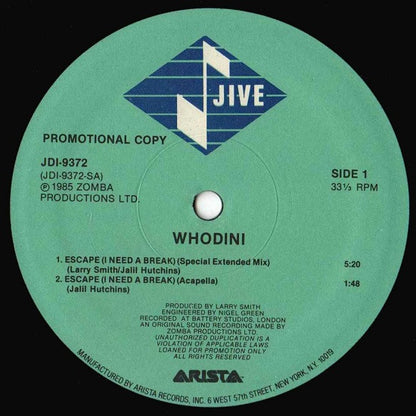 JIVE
PROMOTIONAL COPY
JDI-9372
(JDI-9372-SA)
℗ 1985 ZOMBA
PRODUCTIONS LTD.
SIDE 1
33⅓ RPM
WHODINI
1. ESCAPE (I NEED A BREAK) (Special Extended Mix) 5:20
(Larry Smith/Jalil Hutchins)
2. ESCAPE (I NEED A BREAK) (Acapella) 1:48
(Jalil Hutchins)
PRODUCED BY LARRY SMITH
ENGINEERED BY NIGEL GREEN
RECORDED AT BATTERY STUDIOS, LONDON
AN ORIGINAL SOUND RECORDING MADE BY
ZOMBA PRODUCTIONS LTD.
UNAUTHORIZED DUPLICATION IS A
VIOLATION OF APPLICABLE LAWS
LOANED FOR PROMOTION ONLY
ALL RIGHTS RESERVED
ARISTA
MANUFACTURED BY ARISTA RECORDS, INC. 6 WEST 57th STREET, NEW YORK, N.Y. 10019